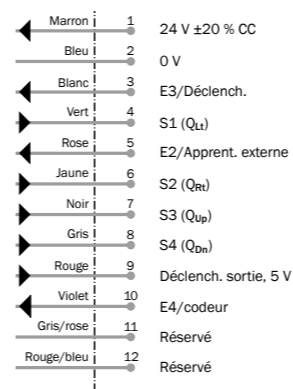 Marron 1 24 V ±20 % CC
Bleu 2 0 V
Blanc 3 E3/Déclench.
Vert 4 S1 (QLt)
Rose 5 E2/Apprent. externe
Jaune 6 S2 (QRt)
Noir 7 S3 (QUp)
Gris 8 S4 (QDn)
Rouge 9 Déclench. sortie, 5 V
Violet 10 E4/codeur
Gris/rose 11 Réservé
Rouge/bleu 12 Réservé